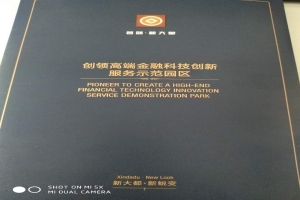 创领高端金融科技创新
服务示范园区
PIONEER TO CREATE A HIGH-END
FINANCIAL TECHNOLOGY INNOVATION
SERVICE DEMONSTRATION PARK
Xindadu New Look
新大都·新蜕变
SHOT ON MI 5X
MI DUAL CAMERA